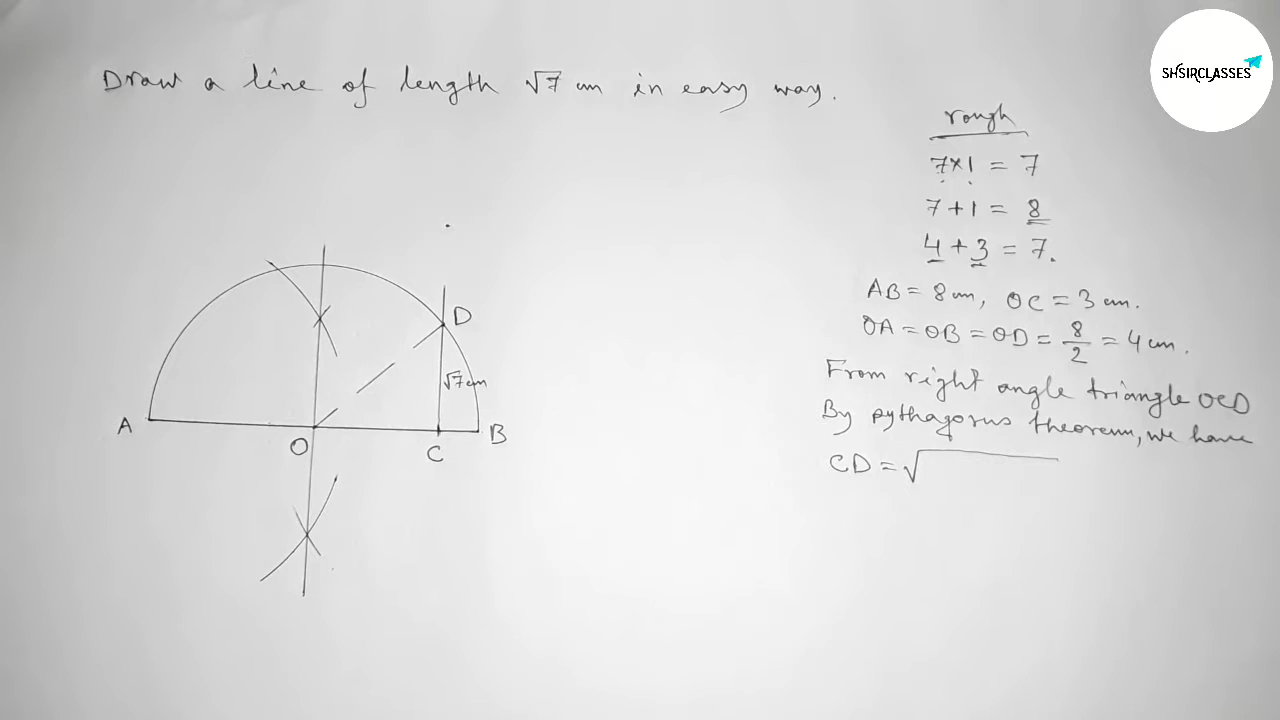 Draw a line of length √7 cm in easy way.
SHSIRCLASSES
rough
7×1 = 7
7+1 = 8
4+3 = 7.
AB = 8 cm, OC = 3 cm.
OA = OB = OD = 8/2 = 4 cm.
From right angle triangle OCD
By pythagorus theorem, we have
CD = √
D
√7 cm
A
O
C
B